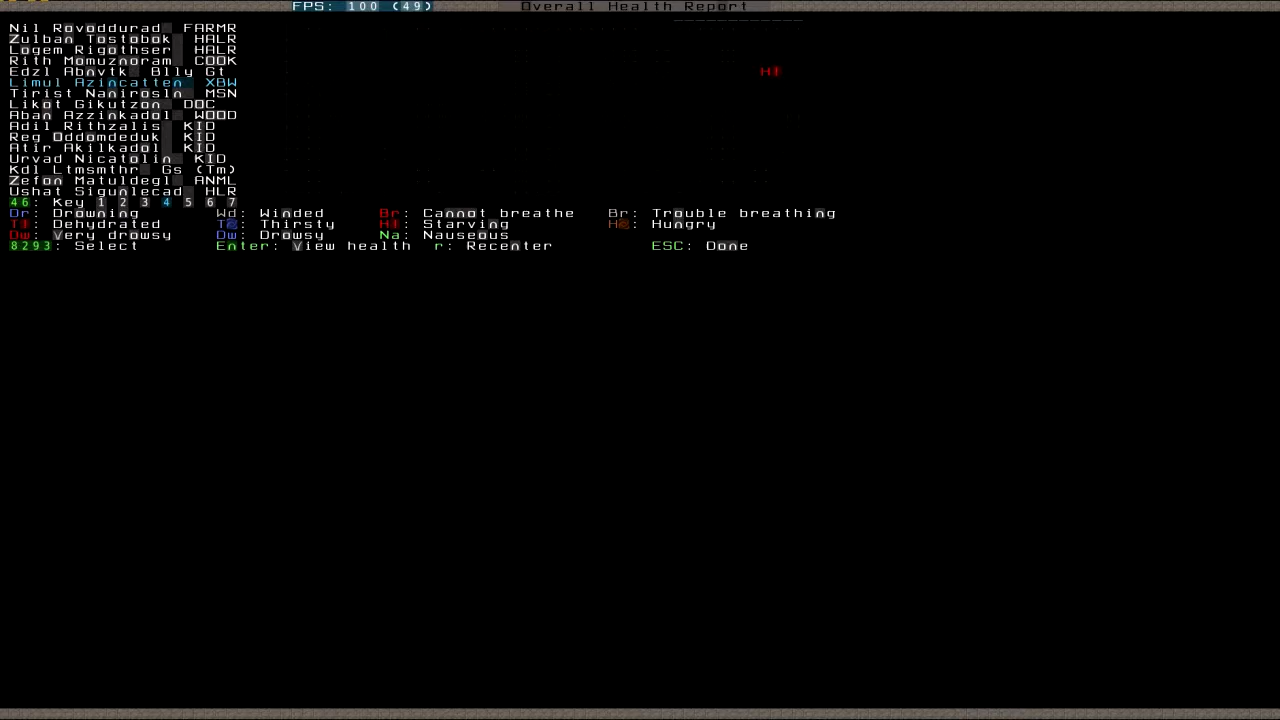 FPS: 100 (49) Overall Health Report
Nil Rovoddurad FARMR
Zulban Tostobok HALR
Logem Rigothser HALR
Rith Momuznoram COOK
Edzl Abnvtk Blly Gt H!
Limul Azincatten XBW
Tirist Nanirosln MSN
Likot Gikutzon DOC
Aban Azzinkadol WOOD
Adil Rithzalis KID
Reg Oddomdeduk KID
Atir Akilkadol KID
Urvad Nicatolin KID
Kdl Ltmsmthr Gs (Tm)
Zefon Matuldegl ANML
Ushat Sigunlecad HLR
46: Key 1 2 3 4 5 6 7
Dr: Drowning Wd: Winded Br: Cannot breathe Br: Trouble breathing
T!: Dehydrated Thirsty H!: Starving Hungry
Dw: Very drowsy Dw: Drowsy Na: Nauseous
8293: Select Enter: View health r: Recenter ESC: Done